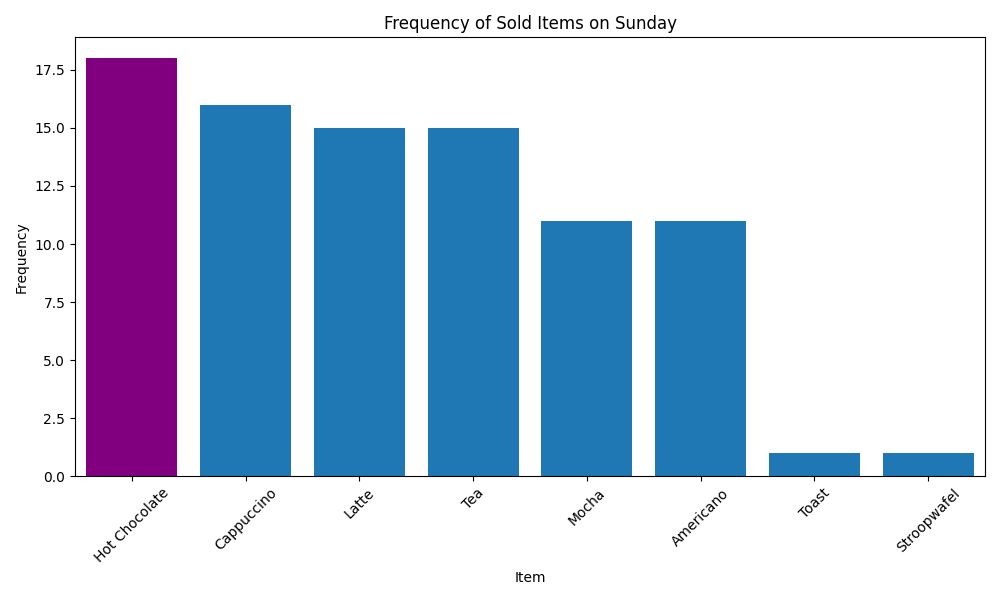 Frequency of Sold Items on Sunday
17.5
15.0
12.5
10.0
7.5
5.0
2.5
0.0
Frequency
Hot Chocolate
Cappuccino
Latte
Tea
Mocha
Americano
Toast
Stroopwafel
Item